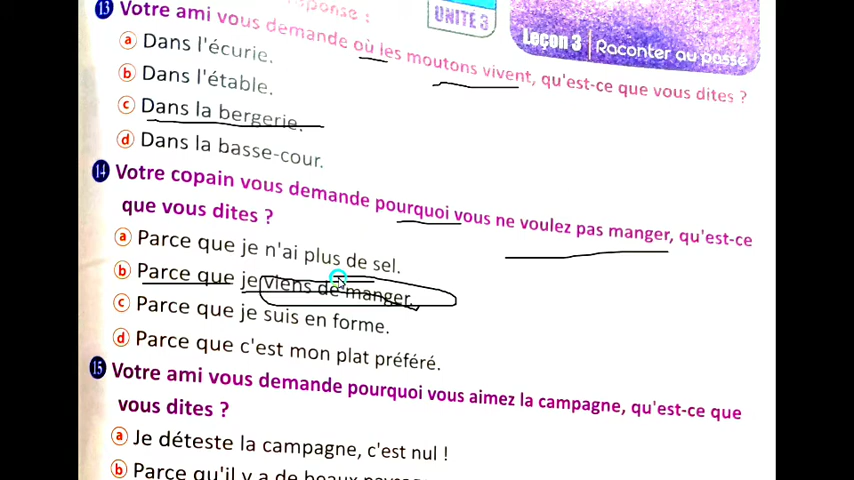 réponse :
UNITÉ 3
Leçon 3 | Raconter au passé
13 Votre ami vous demande où les moutons vivent, qu'est-ce que vous dites ?
a Dans l'écurie.
b Dans l'étable.
c Dans la bergerie.
d Dans la basse-cour.
14 Votre copain vous demande pourquoi vous ne voulez pas manger, qu'est-ce
que vous dites ?
a Parce que je n'ai plus de sel.
b Parce que je viens de manger.
c Parce que je suis en forme.
d Parce que c'est mon plat préféré.
15 Votre ami vous demande pourquoi vous aimez la campagne, qu'est-ce que
vous dites ?
a Je déteste la campagne, c'est nul !
b Parce qu'il y a de beaux